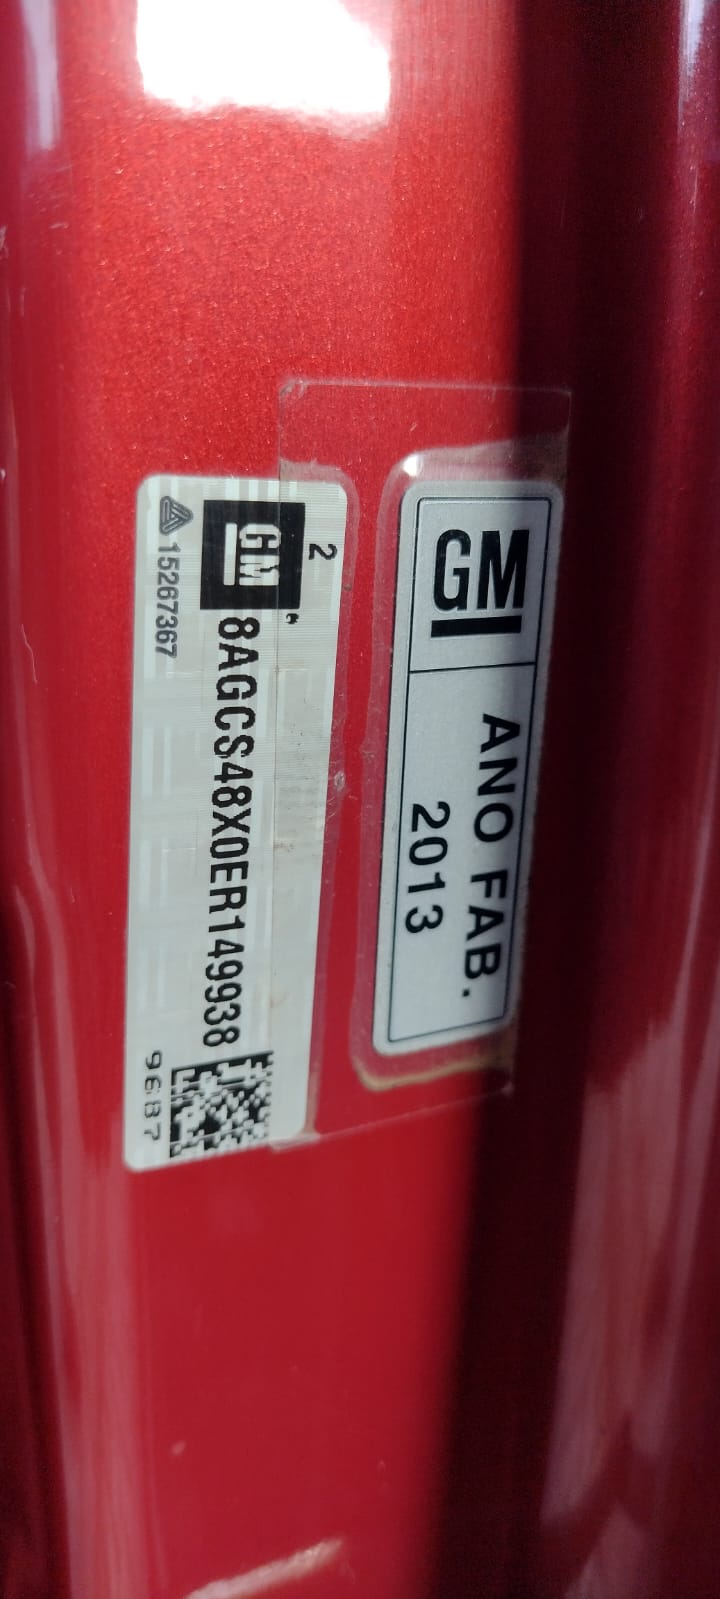 GM
ANO FAB.
2013
2
GM
8AGCS48X0ER149938
15267367
9687